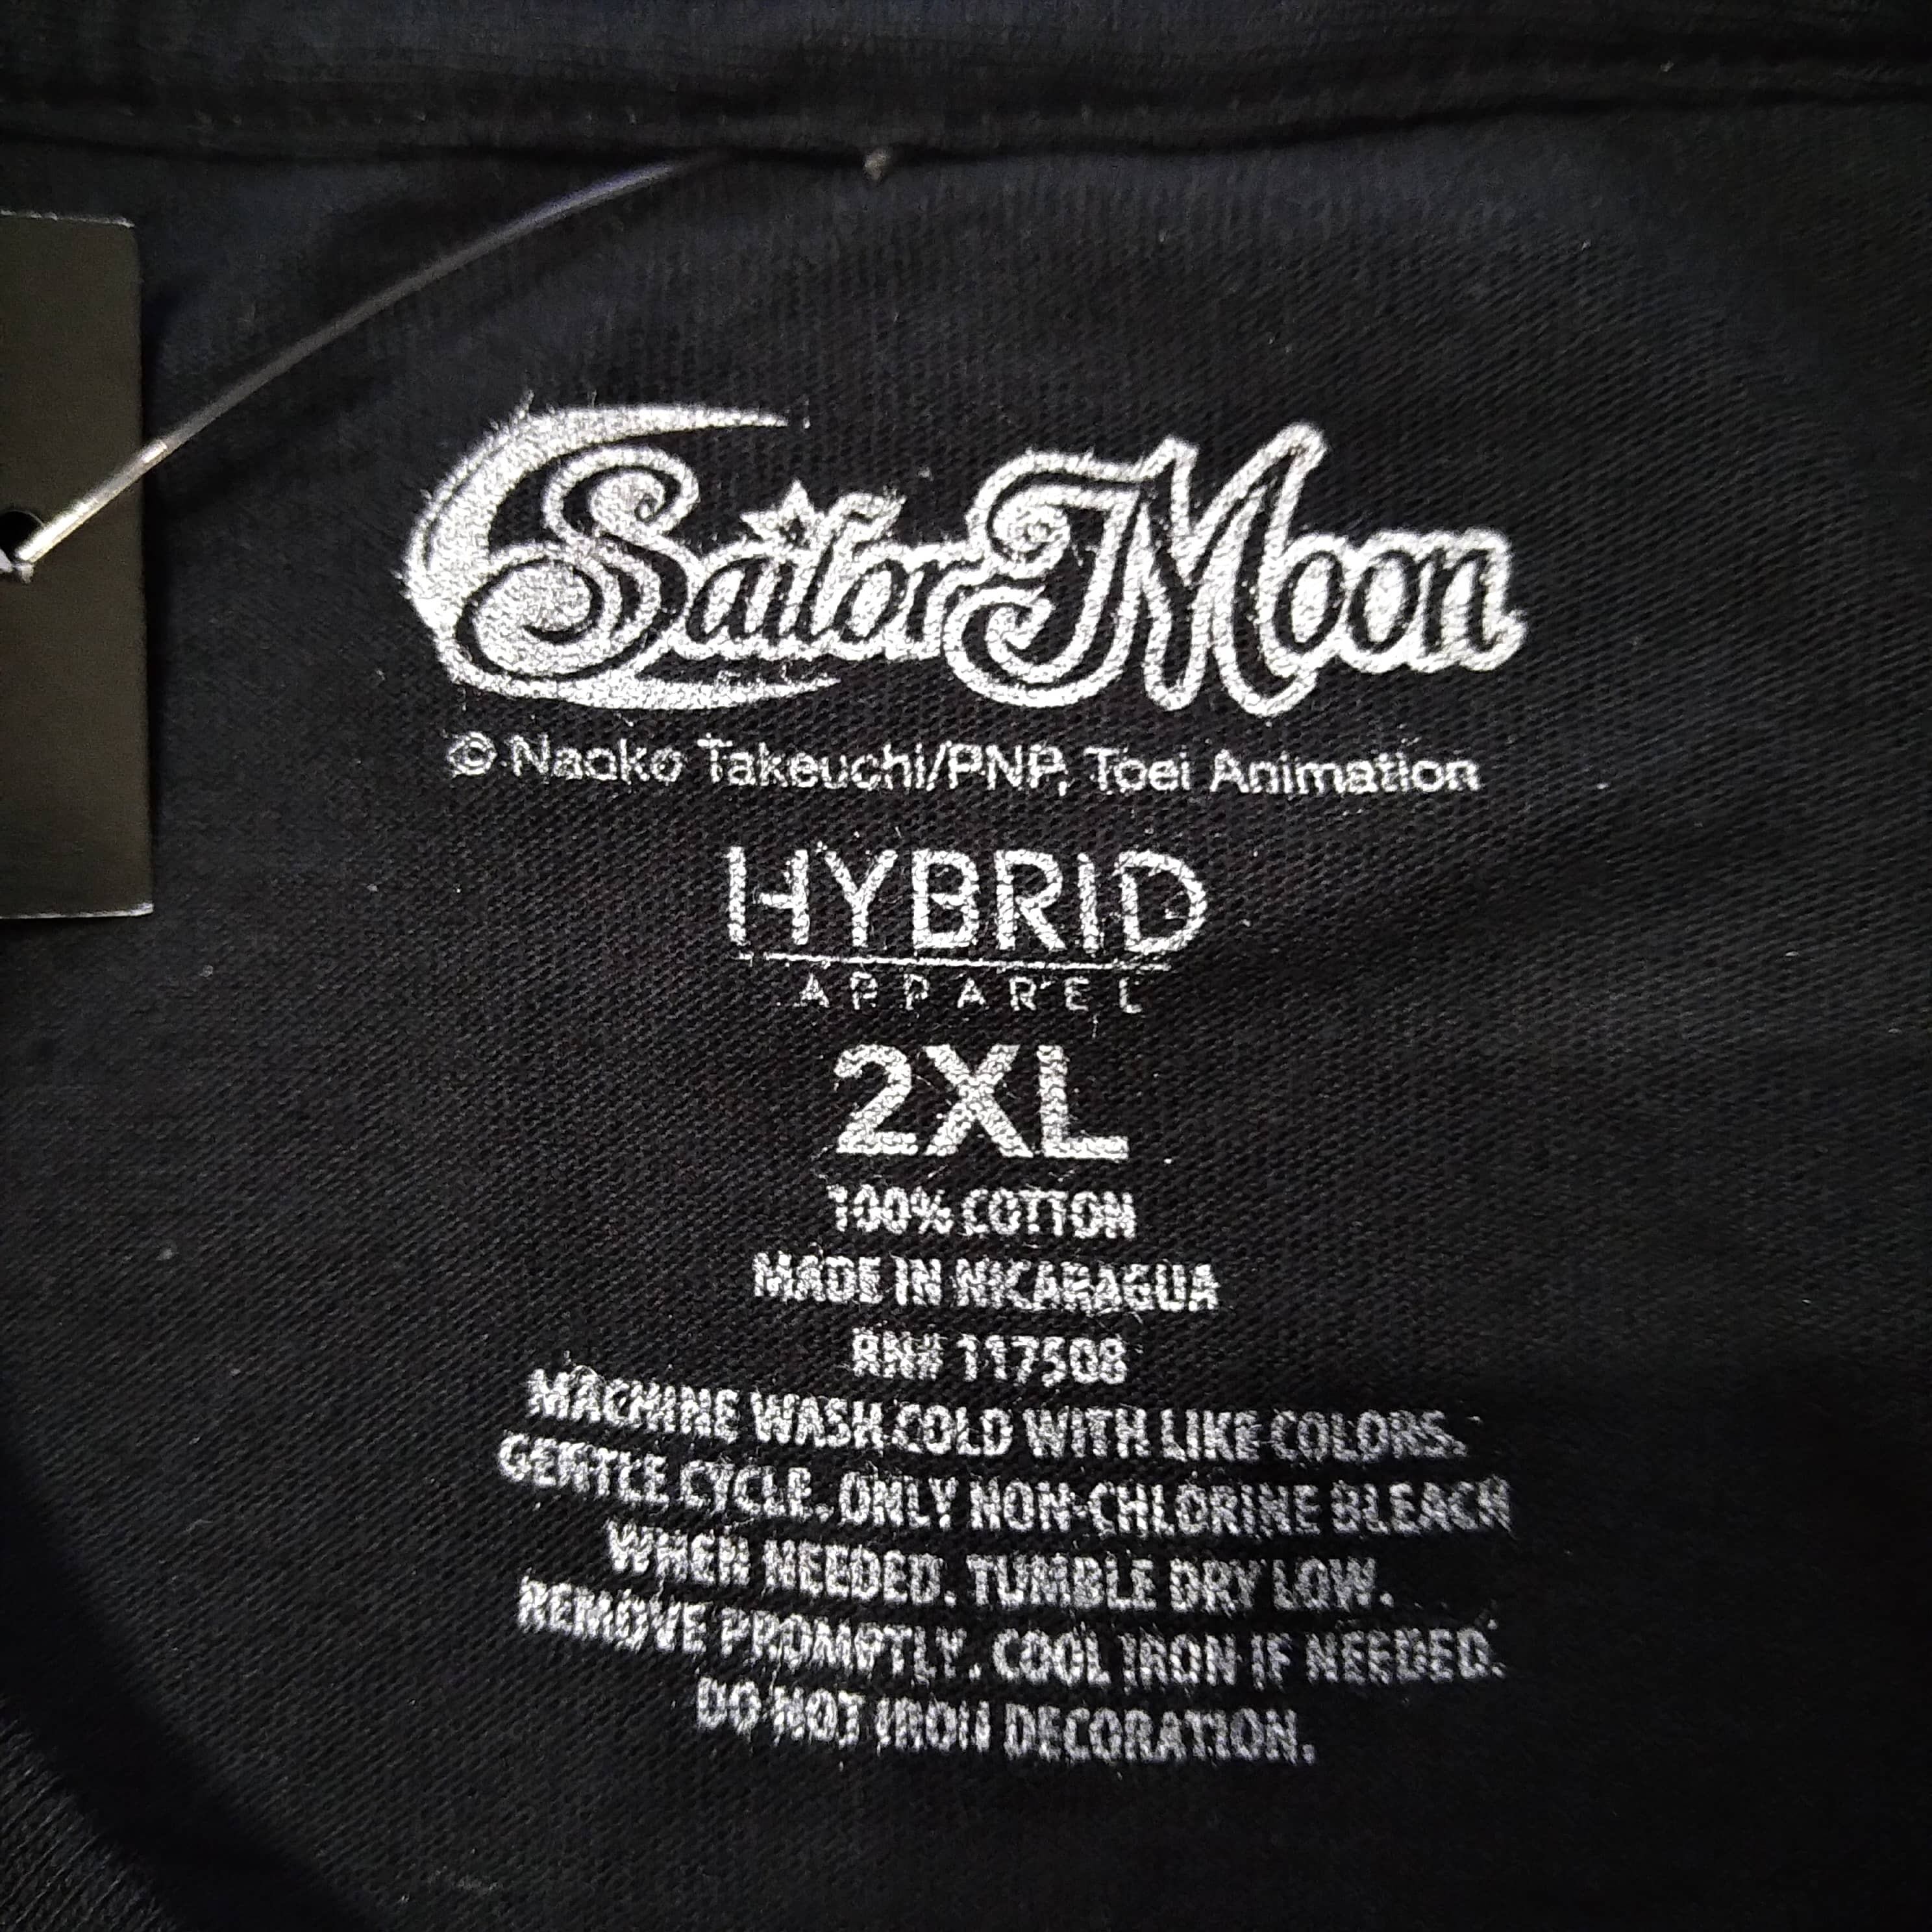 Sailor Moon
© Naoko Takeuchi/PNP, Toei Animation
HYBRID
APPAREL
2XL
100% COTTON
MADE IN NICARAGUA
RN# 117508
MACHINE WASH COLD WITH LIKE COLORS.
GENTLE CYCLE. ONLY NON-CHLORINE BLEACH
WHEN NEEDED. TUMBLE DRY LOW.
REMOVE PROMPTLY. COOL IRON IF NEEDED.
DO NOT IRON DECORATION.